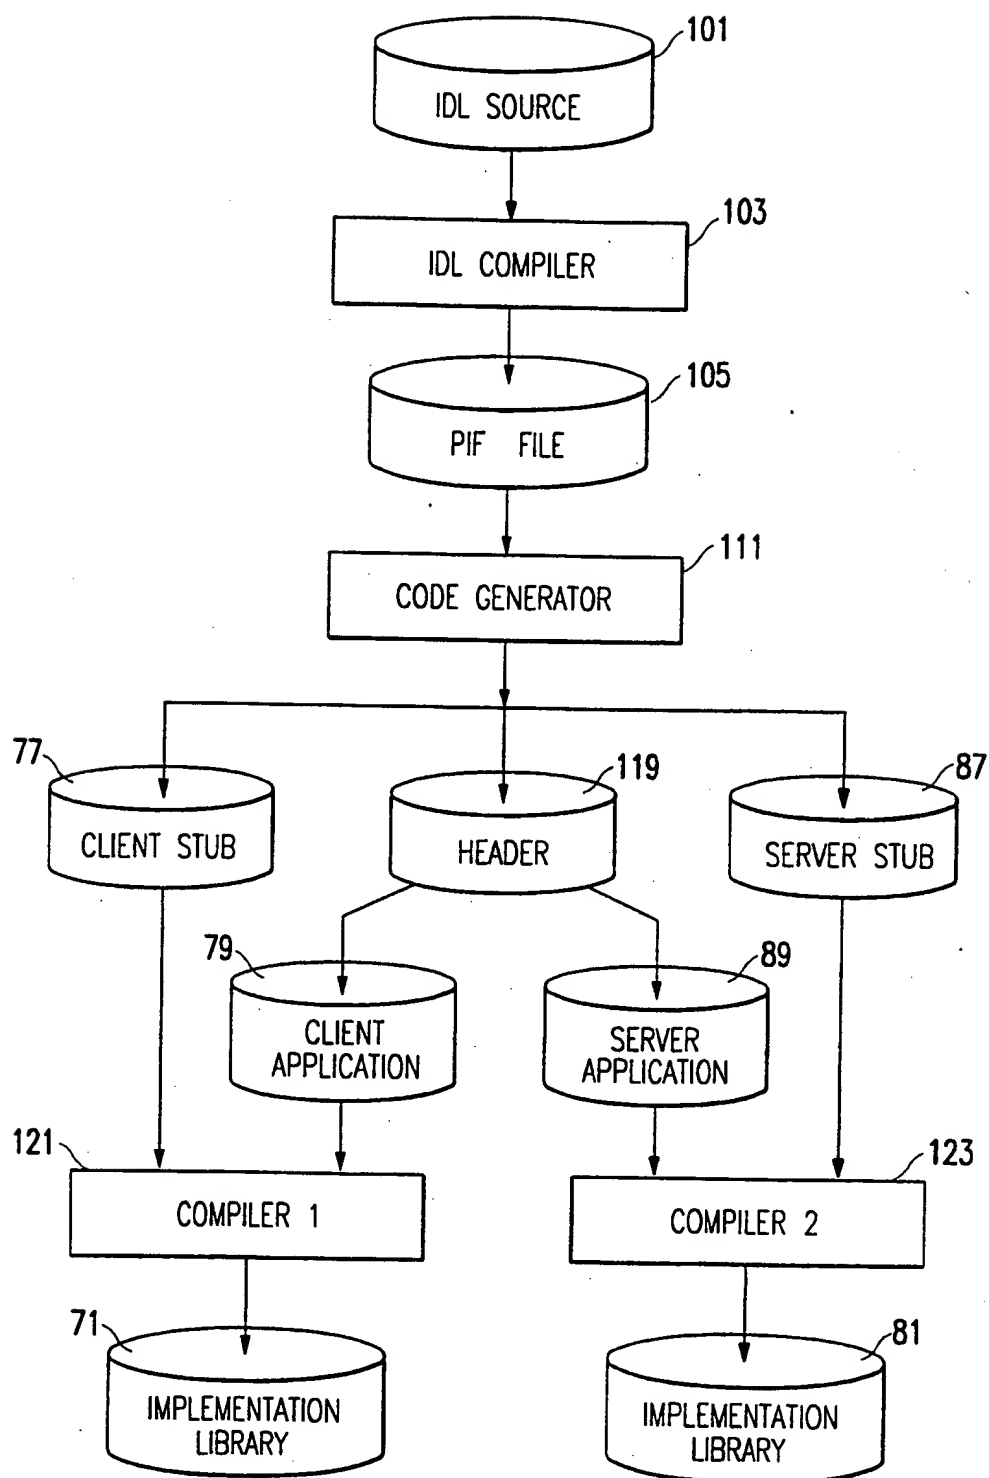 101
IDL SOURCE
103
IDL COMPILER
105
PIF FILE
111
CODE GENERATOR
77
119
87
CLIENT STUB
HEADER
SERVER STUB
79
89
CLIENT
APPLICATION
SERVER
APPLICATION
121
123
COMPILER 1
COMPILER 2
71
81
IMPLEMENTATION
LIBRARY
IMPLEMENTATION
LIBRARY